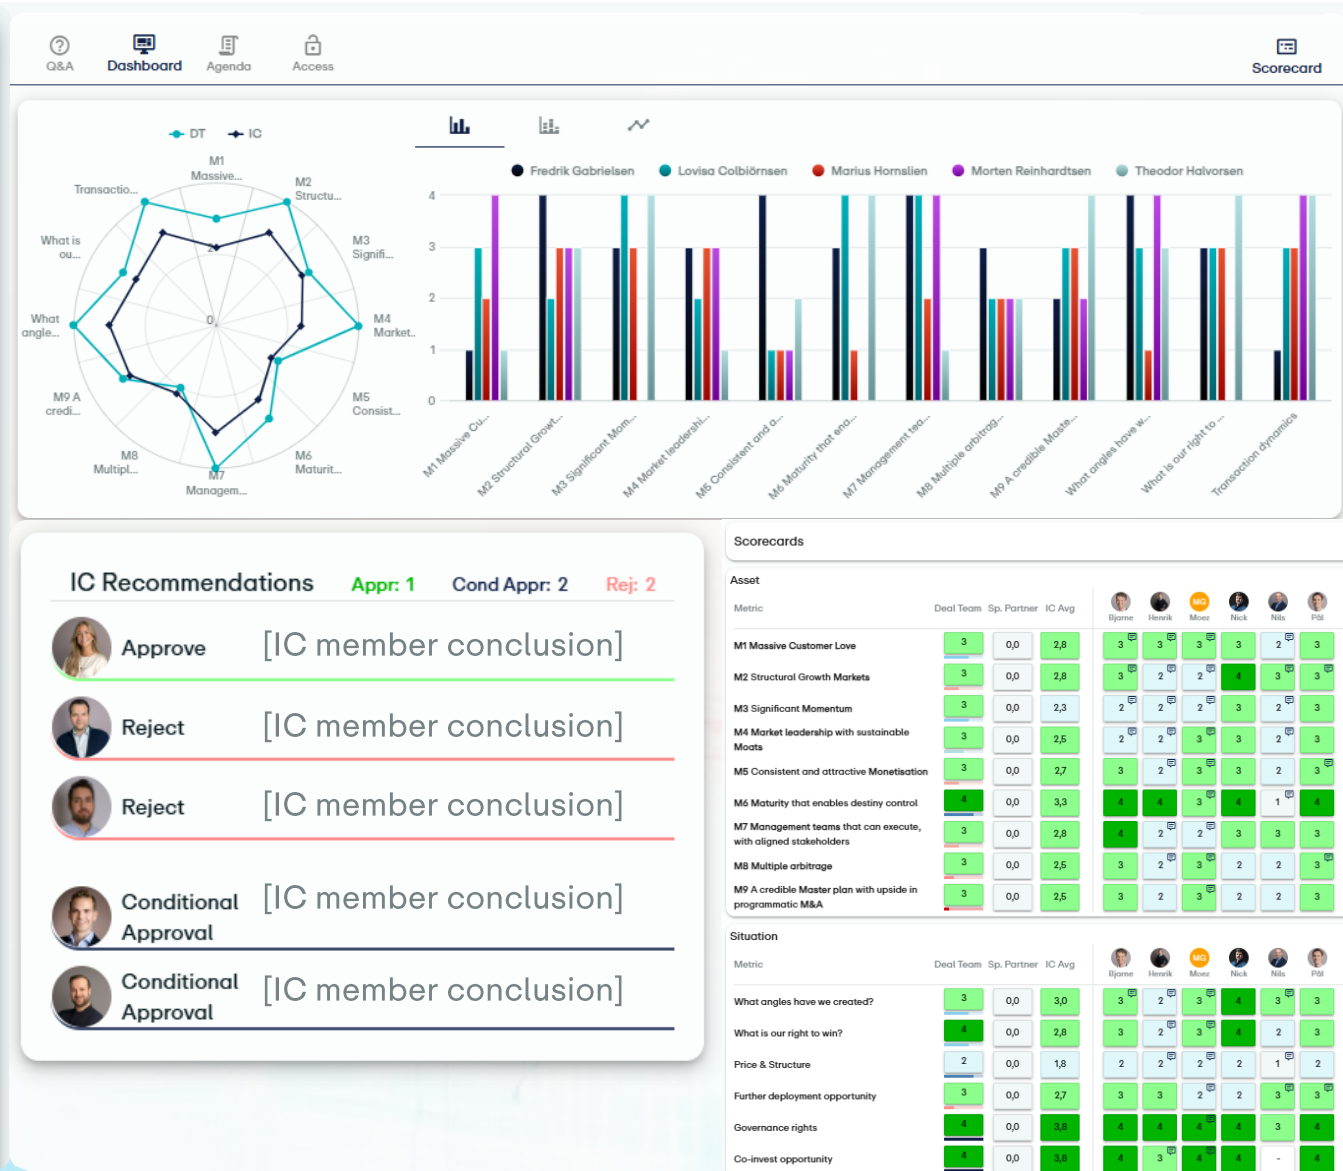 Q&A
Dashboard
Agenda
Access
Scorecard
DT
IC
M1
Massive...
M2
Structu...
M3
Signifi...
M4
Market..
M5
Consist...
M6
Maturit...
M7
Managem...
M8
Multipl...
M9 A
credi...
What
angle...
What is
ou...
Transactio...
2
0
Fredrik Gabrielsen
Lovisa Colbiörnsen
Marius Hornslien
Morten Reinhardtsen
Theodor Halvorsen
4
3
2
1
0
M1 Massive Cu...
M2 Structural Growt...
M3 Significant Mom...
M4 Market leadershi...
M5 Consistent and a...
M6 Maturity that ena...
M7 Management tea...
M8 Multiple arbitrag...
M9 A credible Maste...
What angles have w...
What is our right to ...
Transaction dynamics
IC Recommendations Appr: 1 Cond Appr: 2 Rej: 2
Approve [IC member conclusion]
Reject [IC member conclusion]
Reject [IC member conclusion]
Conditional
Approval
[IC member conclusion]
Conditional
Approval
[IC member conclusion]
Scorecards
Asset
MG
Metric Deal Team Sp. Partner IC Avg Bjarne Henrik Moez Nick Nils Pål
M1 Massive Customer Love 3 0,0 2,8 3 3 3 3 2 3
M2 Structural Growth Markets 3 0,0 2,8 3 2 2 4 3 3
M3 Significant Momentum 3 0,0 2,3 2 2 2 3 2 3
M4 Market leadership with sustainable
Moats
3 0,0 2,5 2 2 3 3 2 3
M5 Consistent and attractive Monetisation 3 0,0 2,7 3 2 3 3 2 3
M6 Maturity that enables destiny control 4 0,0 3,3 4 4 3 4 1 4
M7 Management teams that can execute,
with aligned stakeholders
3 0,0 2,8 4 2 2 3 3 3
M8 Multiple arbitrage 3 0,0 2,5 3 2 3 2 2 3
M9 A credible Master plan with upside in
programmatic M&A
3 0,0 2,5 3 2 3 2 2 3
Situation
MG
Metric Deal Team Sp. Partner IC Avg Bjarne Henrik Moez Nick Nils Pål
What angles have we created? 3 0,0 3,0 3 2 3 4 3 3
What is our right to win? 4 0,0 2,8 3 2 3 4 2 3
Price & Structure 2 0,0 1,8 2 2 2 2 1 2
Further deployment opportunity 3 0,0 2,7 3 3 2 2 3 3
Governance rights 4 0,0 3,8 4 4 4 4 3 4
Co-invest opportunity 4 0,0 3,8 4 3 4 4 - 4